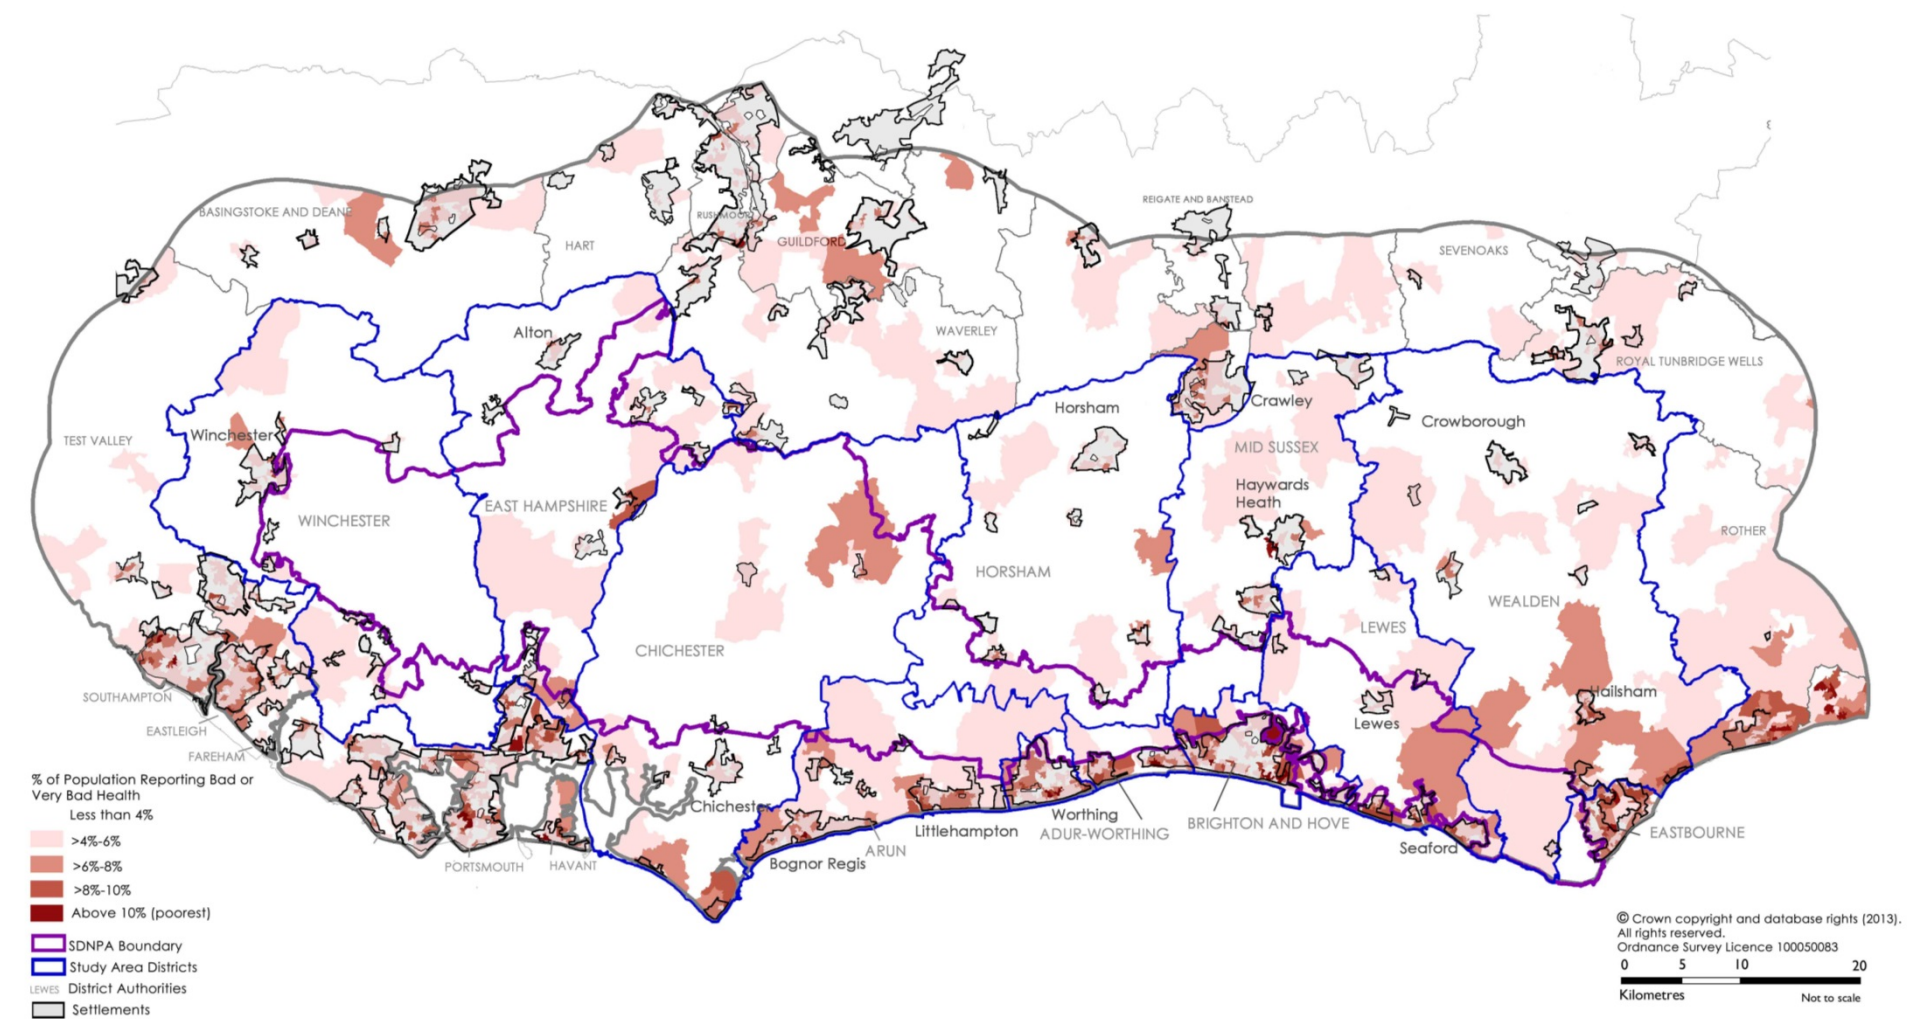 REIGATE AND BANSTEAD
BASINGSTOKE AND DEANE
RUSHMOOR
HART
GUILDFORD
SEVENOAKS
Alton
WAVERLEY
ROYAL TUNBRIDGE WELLS
Horsham
Crawley
Crowborough
TEST VALLEY
Winchester
MID SUSSEX
Haywards
Heath
EAST HAMPSHIRE
WINCHESTER
ROTHER
HORSHAM
WEALDEN
LEWES
CHICHESTER
SOUTHAMPTON
Hailsham
EASTLEIGH
Lewes
FAREHAM
Chichester
Worthing
Littlehampton
ADUR-WORTHING
BRIGHTON AND HOVE
EASTBOURNE
Seaford
ARUN
Bognor Regis
PORTSMOUTH
HAVANT
% of Population Reporting Bad or
Very Bad Health
Less than 4%
>4%-6%
>6%-8%
>8%-10%
Above 10% (poorest)
SDNPA Boundary
Study Area Districts
LEWES District Authorities
Settlements
© Crown copyright and database rights (2013).
All rights reserved.
Ordnance Survey Licence 100050083
0 5 10 20
Kilometres Not to scale